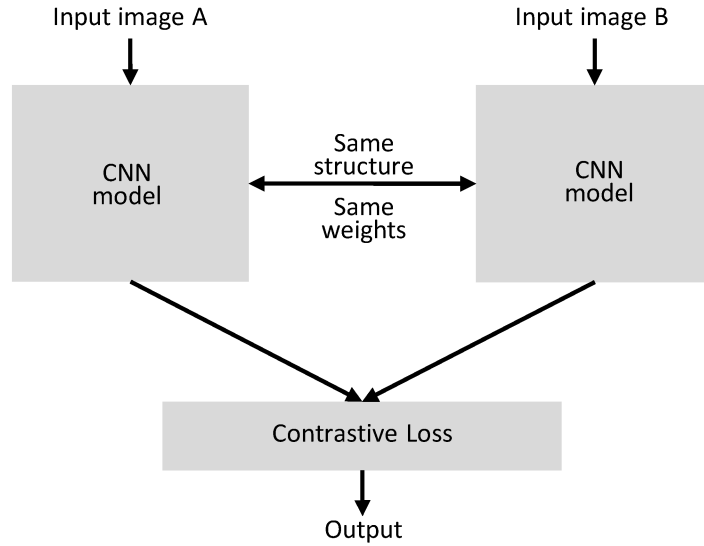 Input image A
Input image B
CNN
model
Same
structure
Same
weights
CNN
model
Contrastive Loss
Output